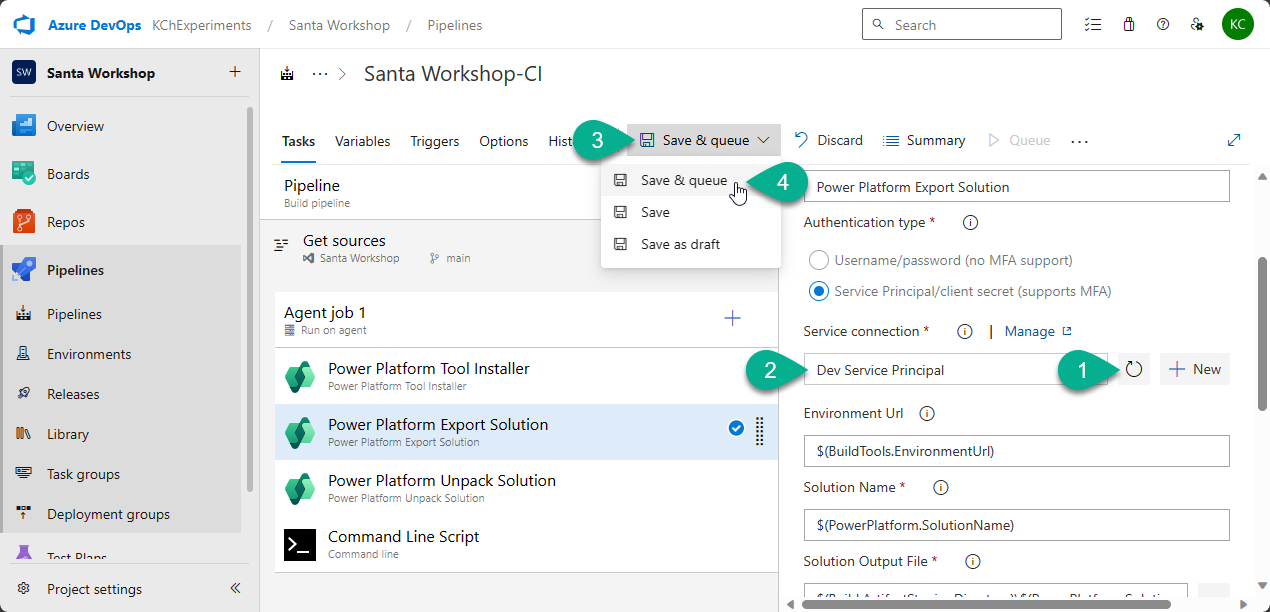 Azure DevOps KChExperiments / Santa Workshop / Pipelines
Search
KC
SW Santa Workshop
Overview
Boards
Repos
Pipelines
Pipelines
Environments
Releases
Library
Task groups
Deployment groups
Test Plans
Project settings
Santa Workshop-CI
Tasks Variables Triggers Options Hist
3
Save & queue
Discard
Summary
Queue
Save & queue
4
Save
Save as draft
Pipeline
Build pipeline
Get sources
Santa Workshop main
Agent job 1
Run on agent
Power Platform Tool Installer
Power Platform Tool Installer
Power Platform Export Solution
Power Platform Export Solution
Power Platform Unpack Solution
Power Platform Unpack Solution
Command Line Script
Command line
Power Platform Export Solution
Authentication type *
Username/password (no MFA support)
Service Principal/client secret (supports MFA)
Service connection * | Manage
2
Dev Service Principal
1
New
Environment Url
$(BuildTools.EnvironmentUrl)
Solution Name *
$(PowerPlatform.SolutionName)
Solution Output File *